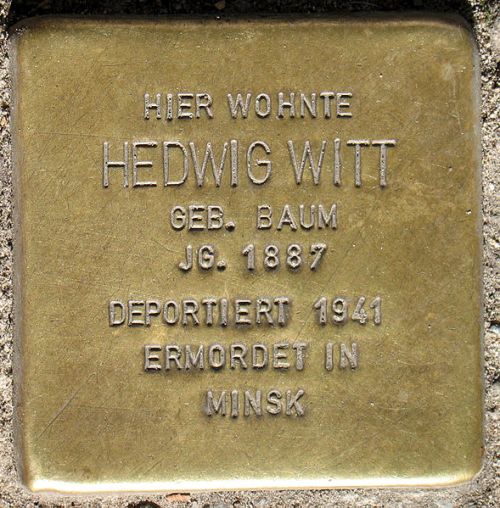 HIER WOHNTE
HEDWIG WITT
GEB. BAUM
JG. 1887
DEPORTIERT 1941
ERMORDET IN
MINSK